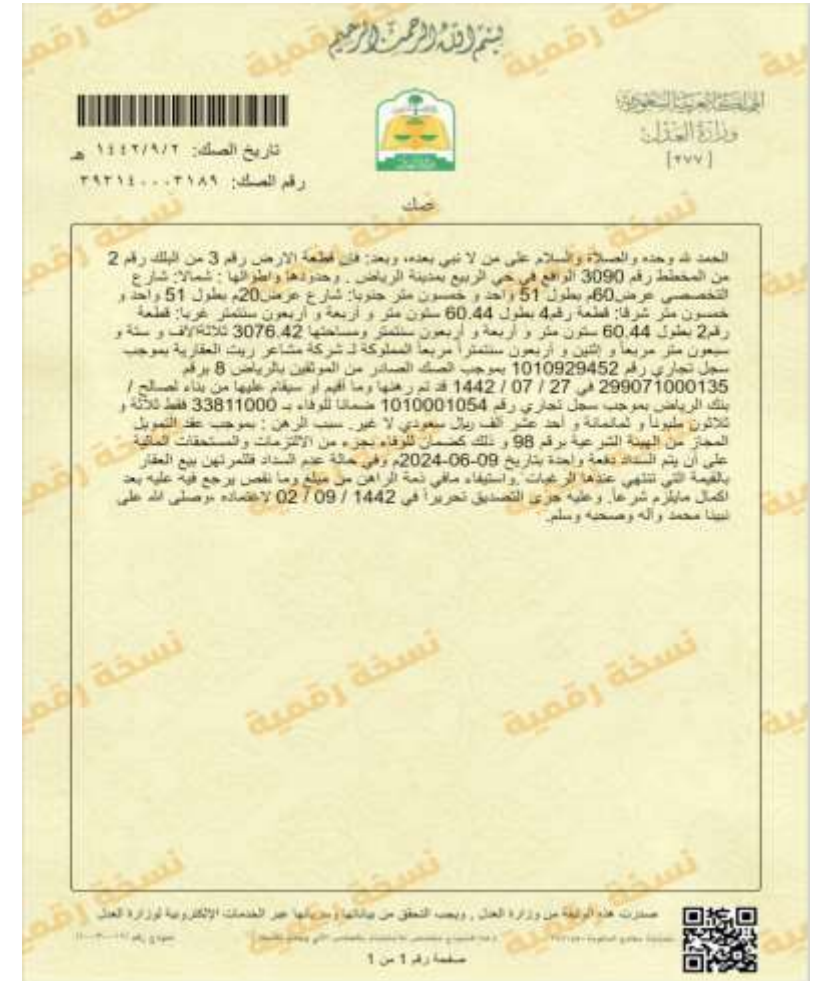 بسم الله الرحمن الرحيم
المملكة العربية السعودية
وزارة العدل
[٢٧٧]
تاريخ الصك: ١٤٤٢/٩/٢ هـ
رقم الصك: ٣٩٣١٤٠٠٠٣١٨٩
صك
الحمد لله وحده والصلاة والسلام على من لا نبي بعده، وبعد: فإن قطعة الارض رقم 3 من البلك رقم 2
من المخطط رقم 3090 الواقع في حي الربيع بمدينة الرياض . وحدودها واطوالها : شمالا: شارع
التخصصي عرض60م بطول 51 واحد و خمسون متر جنوبا: شارع عرض20م بطول 51 واحد و
خمسون متر شرقا: قطعة رقم4 بطول 60.44 ستون متر و أربعة و أربعون سنتمتر غربا: قطعة
رقم2 بطول 60.44 ستون متر و أربعة و أربعون سنتمتر ومساحتها 3076.42 ثلاثةآلاف و ستة و
سبعون متر مربعا و إثنين و أربعون سنتمتراً مربعا المملوكة لـ شركة مشاعر ريت العقارية بموجب
سجل تجاري رقم 1010929452 بموجب الصك الصادر من الموثقين بالرياض 8 برقم
299071000135 في 27 / 07 / 1442 قد تم رهنها وما أقيم أو سيقام عليها من بناء لصالح /
بنك الرياض بموجب سجل تجاري رقم 1010001054 ضمانا للوفاء بـ 33811000 فقط ثلاثة و
ثلاثون مليوناً و ثمانمائة و أحد عشر ألف ريال سعودي لا غير. سبب الرهن : بموجب عقد التمويل
المجاز من الهيئة الشرعية برقم 98 و ذلك كضمان للوفاء بجزء من الالتزمات والمستحقات المالية
على أن يتم السداد دفعة واحدة بتاريخ 09-06-2024م وفي حالة عدم السداد فللمرتهن بيع العقار
بالقيمة التي تنتهي عندها الرغبات .واستيفاء مافي ذمة الراهن من مبلغ وما نقص يرجع فيه عليه بعد
اكمال مايلزم شرعا. وعليه جرى التصديق تحريراً في 02 / 09 / 1442 لاعتماده ،وصلى الله على
نبينا محمد وآله وصحبه وسلم.
نسخة رقمية
صدرت هذه الوثيقة من وزارة العدل , ويجب التحقق من بياناتها وسريانها عبر الخدمات الإلكترونية لوزارة العدل
صفحة رقم 1 من 1